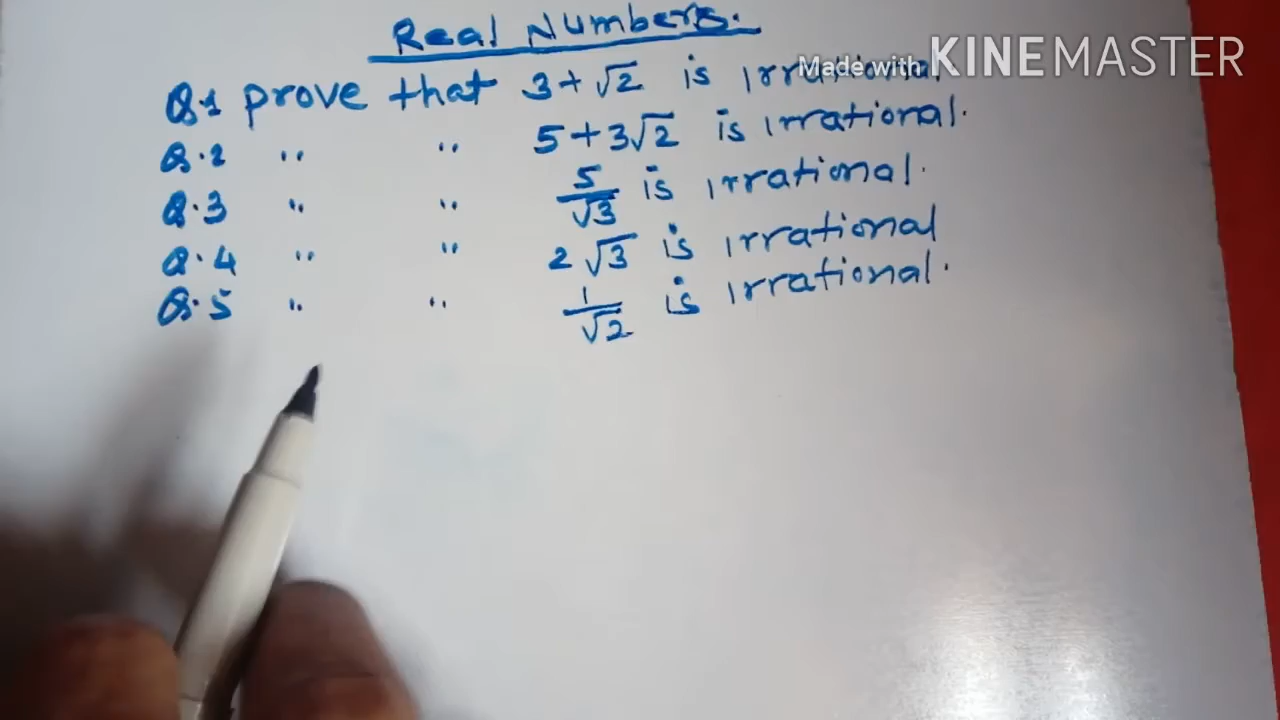 Real Numbers.
Made with KINEMASTER
Q.1 prove that 3+√2 is irrational
Q.2 " " 5+3√2 is irrational.
Q.3 " " 5/√3 is irrational.
Q.4 " " 2√3 is irrational
Q.5 " " 1/√2 is irrational.